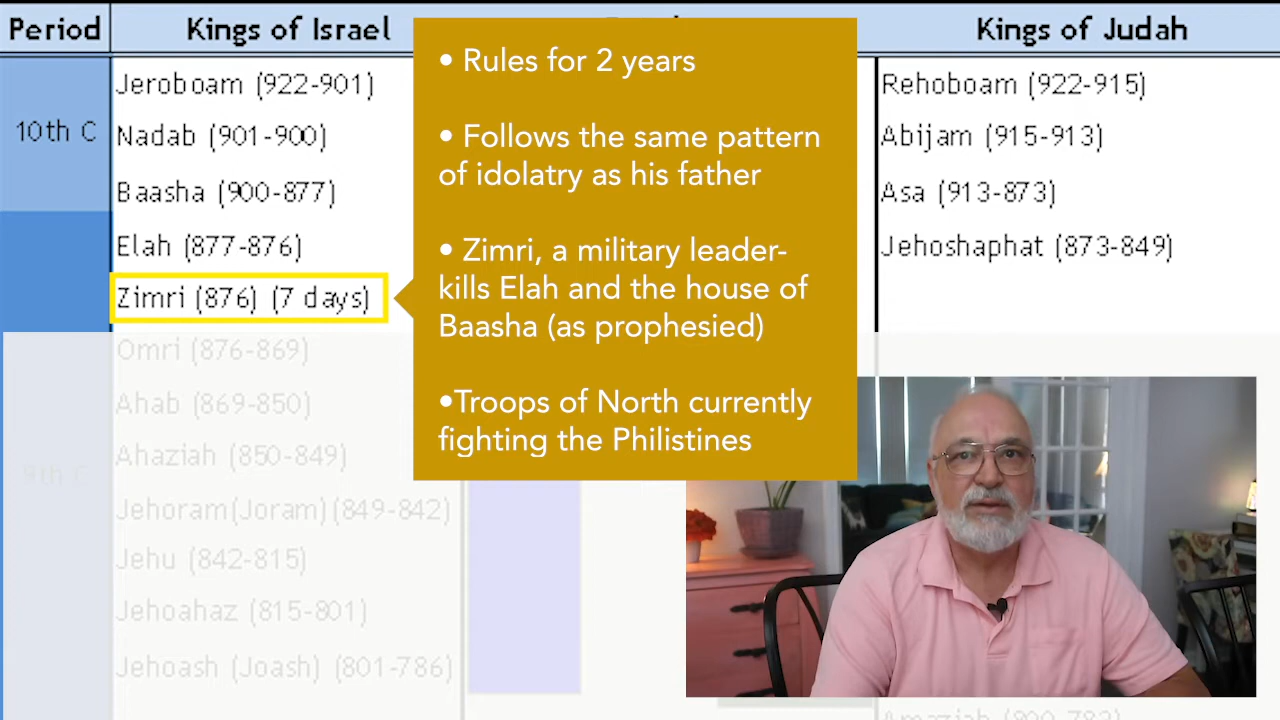 Period
Kings of Israel
Kings of Judah
10th C
Jeroboam (922-901)
Nadab (901-900)
Baasha (900-877)
Elah (877-876)
Zimri (876) (7 days)
Omri (876-869)
Ahab (869-850)
9th C
Ahaziah (850-849)
Jehoram(Joram)(849-842)
Jehu (842-815)
Jehoahaz (815-801)
Jehoash (Joash) (801-786)
• Rules for 2 years
• Follows the same pattern
of idolatry as his father
• Zimri, a military leader-
kills Elah and the house of
Baasha (as prophesied)
•Troops of North currently
fighting the Philistines
Rehoboam (922-915)
Abijam (915-913)
Asa (913-873)
Jehoshaphat (873-849)